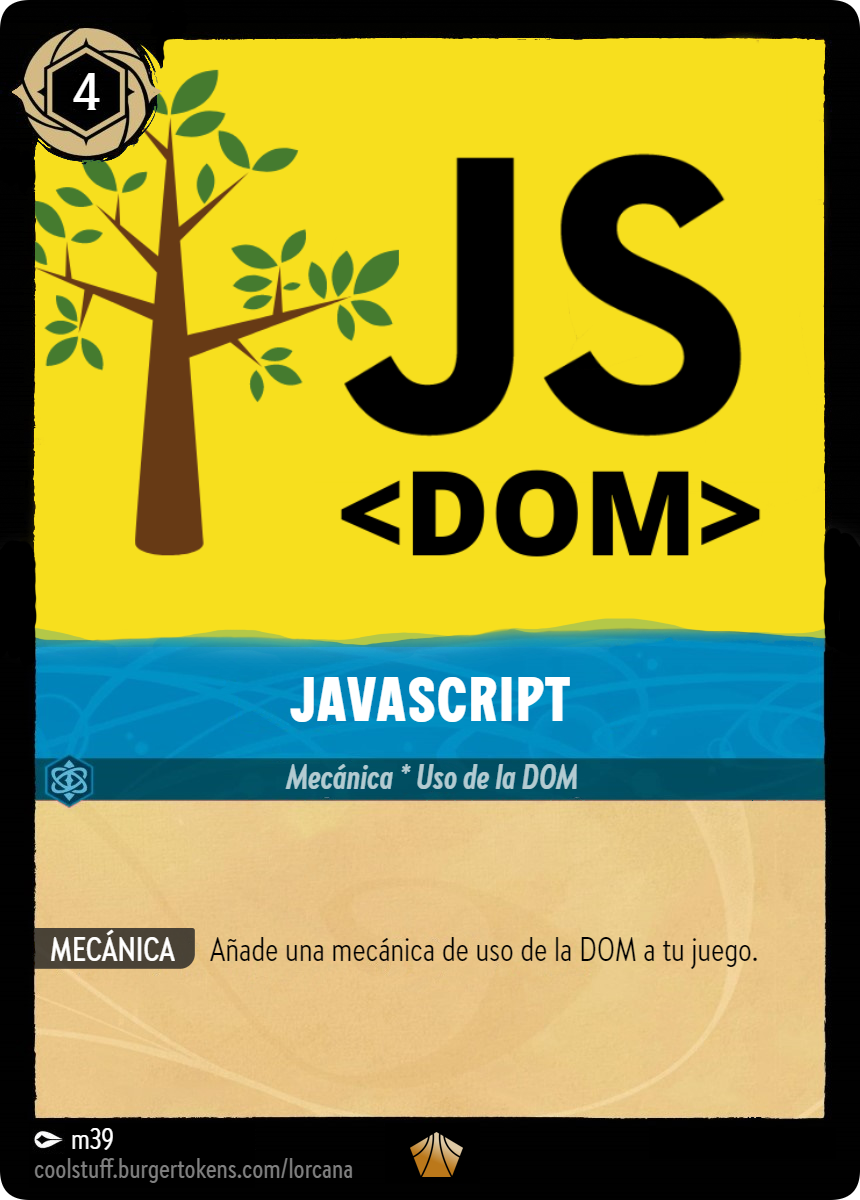 4
JS
<DOM>
JAVASCRIPT
Mecánica * Uso de la DOM
MECÁNICA Añade una mecánica de uso de la DOM a tu juego.
m39
coolstuff.burgertokens.com/lorcana